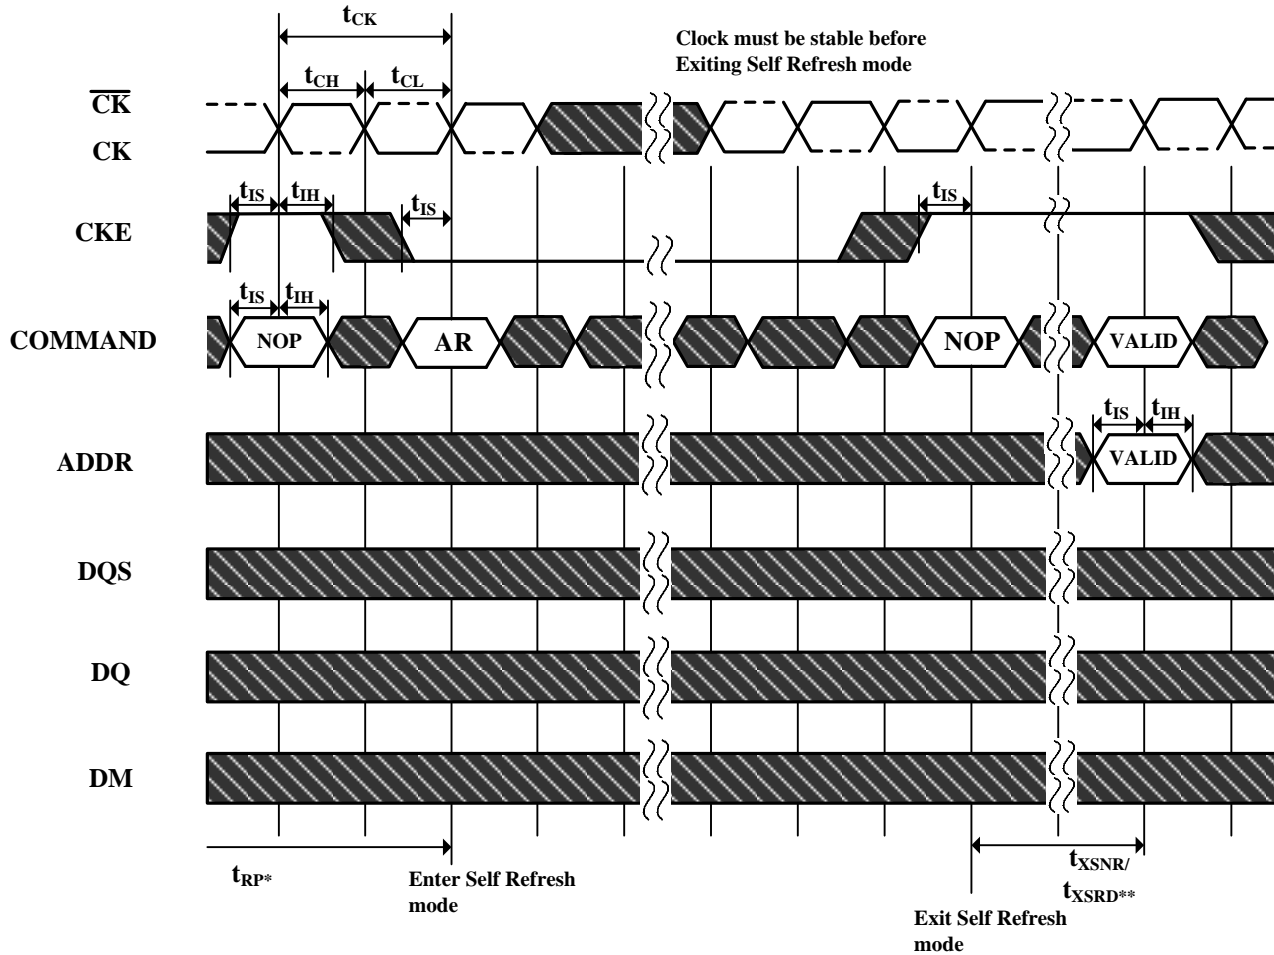 tCK
Clock must be stable before
Exiting Self Refresh mode
tCH
tCL
CK
CK
tIS
tIH
tIS
tIS
CKE
tIS
tIH
COMMAND
NOP
AR
NOP
VALID
tIS
tIH
ADDR
VALID
DQS
DQ
DM
tRP*
Enter Self Refresh
mode
tXSNR/
tXSRD**
Exit Self Refresh
mode